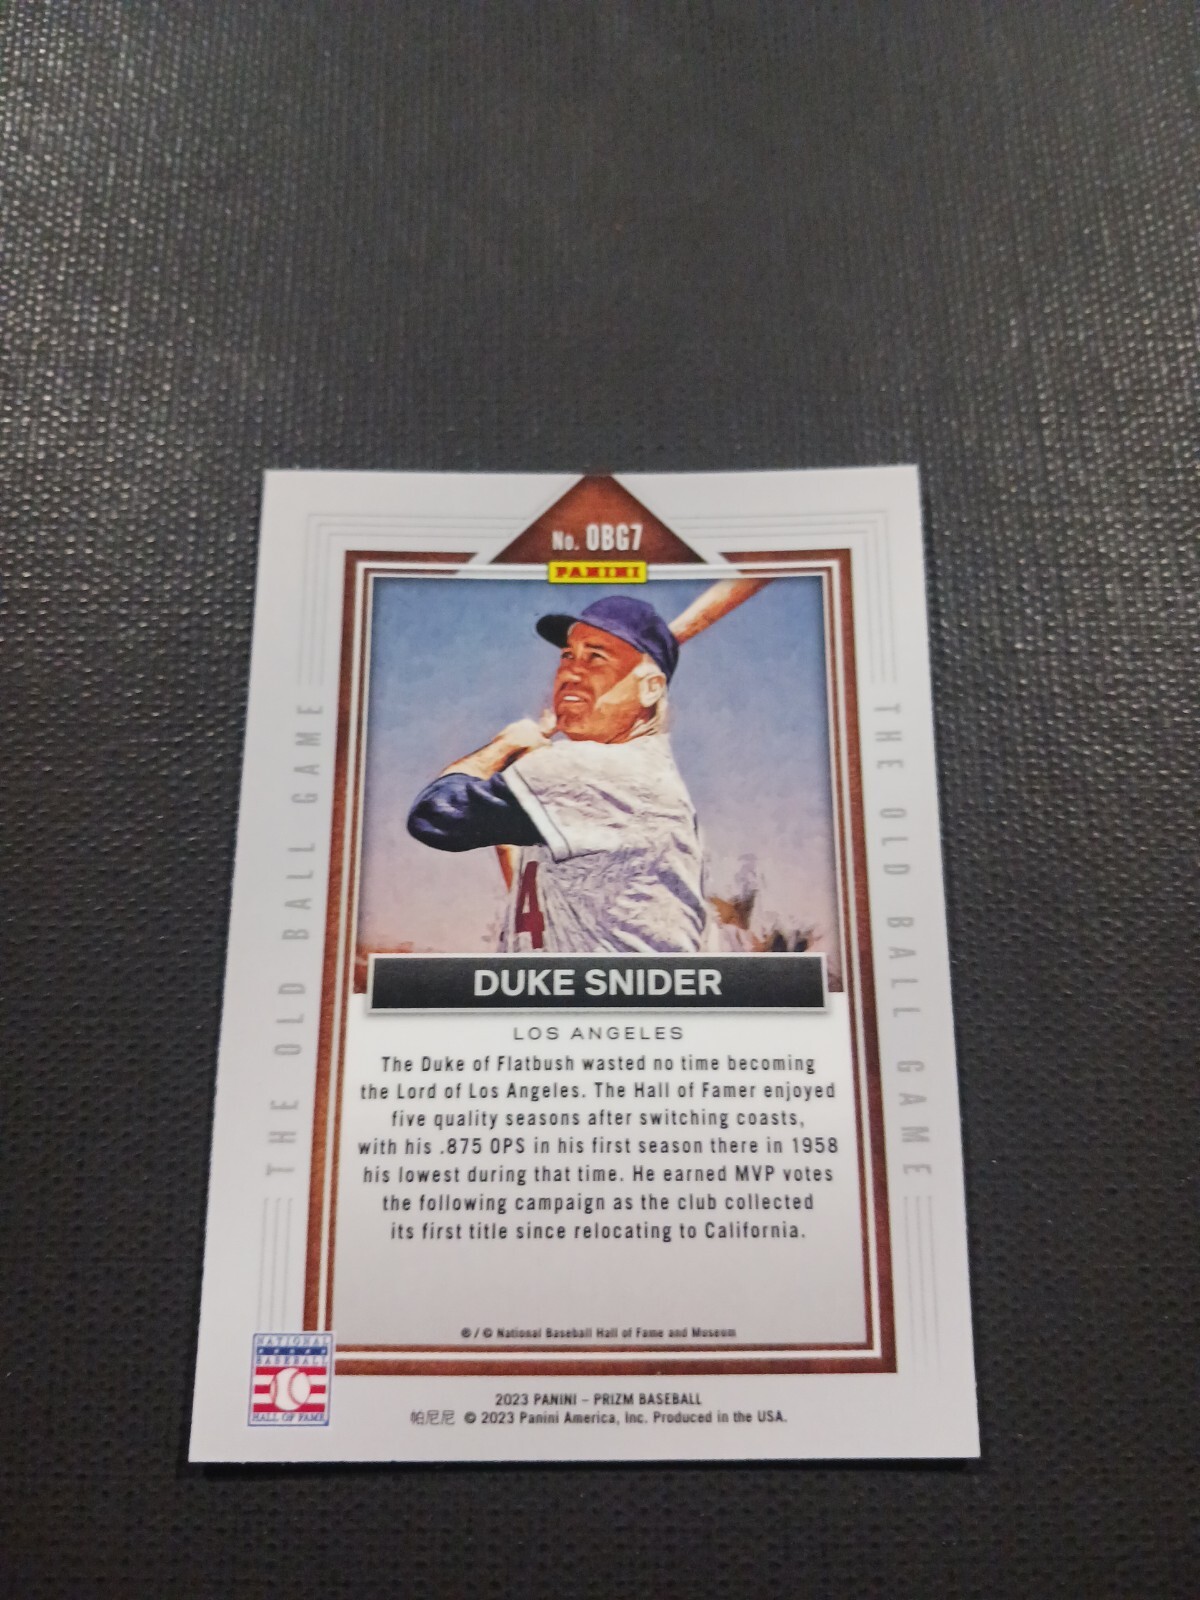 No. OBG7
PANINI
THE OLD BALL GAME
THE OLD BALL GAME
4
DUKE SNIDER
LOS ANGELES
The Duke of Flatbush wasted no time becoming
the Lord of Los Angeles. The Hall of Famer enjoyed
five quality seasons after switching coasts,
with his .875 OPS in his first season there in 1958
his lowest during that time. He earned MVP votes
the following campaign as the club collected
its first title since relocating to California.
®/© National Baseball Hall of Fame and Museum
NATIONAL
BASEBALL
HALL OF FAME
2023 PANINI – PRIZM BASEBALL
帕尼尼 © 2023 Panini America, Inc. Produced in the USA.